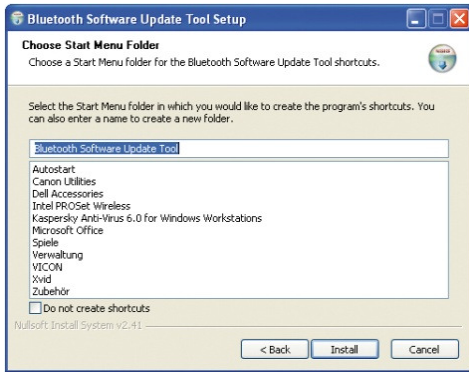 Bluetooth Software Update Tool Setup
Choose Start Menu Folder
Choose a Start Menu folder for the Bluetooth Software Update Tool shortcuts.
Select the Start Menu folder in which you would like to create the program's shortcuts. You
can also enter a name to create a new folder.
Bluetooth Software Update Tool
Autostart
Canon Utilities
Dell Accessories
Intel PROSet Wireless
Kaspersky Anti-Virus 6.0 for Windows Workstations
Microsoft Office
Spiele
Verwaltung
VICON
Xvid
Zubehör
Do not create shortcuts
Nullsoft Install System v2.41
< Back
Install
Cancel